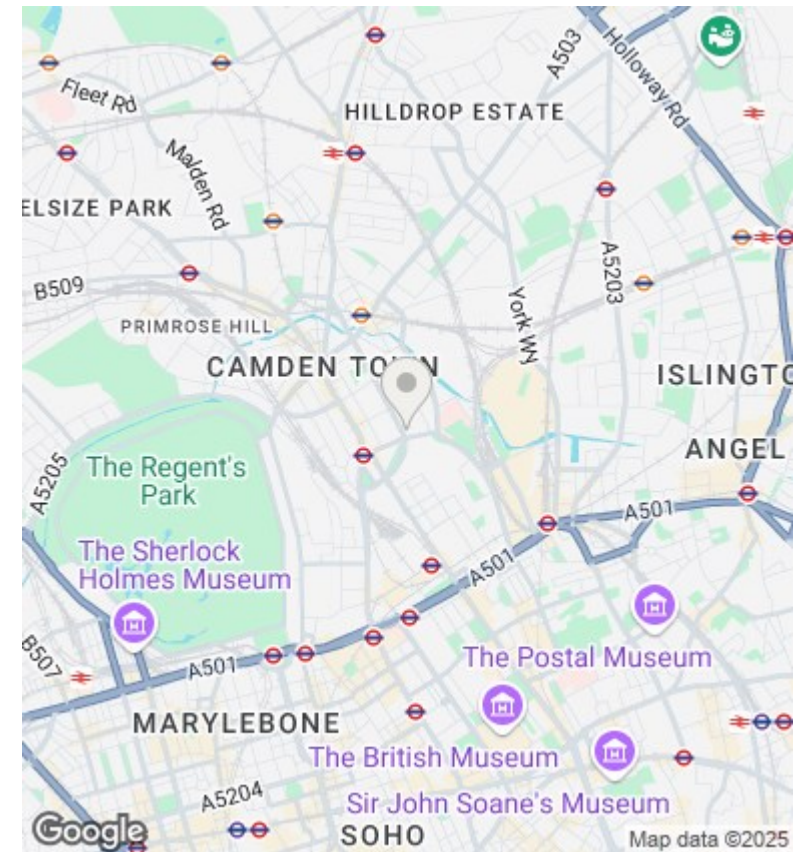 A503
Holloway Rd
Fleet Rd
HILLDROP ESTATE
Malden Rd
ELSIZE PARK
A5203
B509
York Wy
PRIMROSE HILL
CAMDEN TOWN
ISLINGTO
ANGEL
The Regent's
Park
A5205
A501
The Sherlock
Holmes Museum
A501
B507
A501
The Postal Museum
MARYLEBONE
The British Museum
A5204
Sir John Soane's Museum
Google
SOHO
Map data ©2025